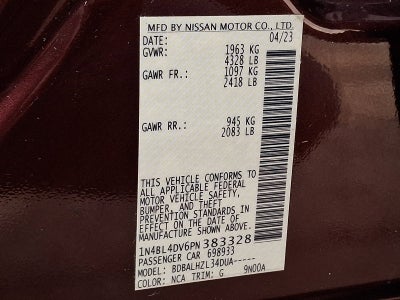 MFD BY NISSAN MOTOR CO., LTD.
DATE: 04/23
GVWR: 1963 KG
4328 LB
GAWR FR.: 1097 KG
2418 LB
GAWR RR.: 945 KG
2083 LB
THIS VEHICLE CONFORMS TO
ALL APPLICABLE FEDERAL
MOTOR VEHICLE SAFETY,
BUMPER, AND THEFT
PREVENTION STANDARDS IN
EFFECT ON THE DATE OF
MANUFACTURE SHOWN ABOVE.
1N4BL4DV6PN383328
PASSENGER CAR 698933
MODEL: BDBALHZL34DUA-----
COLOR: NCA TRIM: G 9N00A